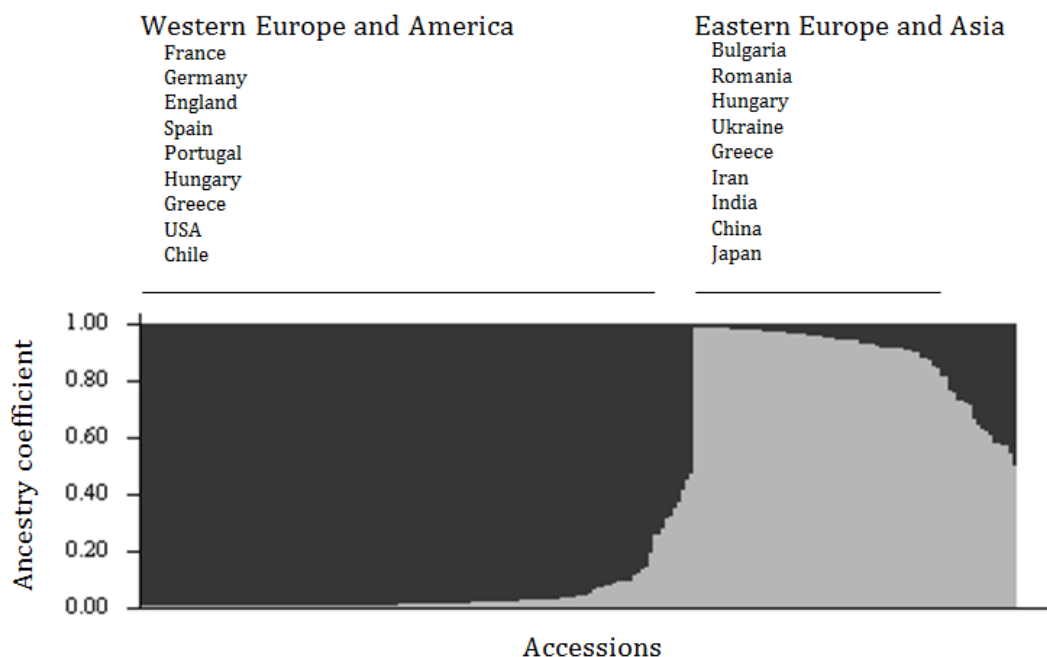 Western Europe and America
France
Germany
England
Spain
Portugal
Hungary
Greece
USA
Chile
Eastern Europe and Asia
Bulgaria
Romania
Hungary
Ukraine
Greece
Iran
India
China
Japan
Ancestry coefficient
1.00
0.80
0.60
0.40
0.20
0.00
Accessions